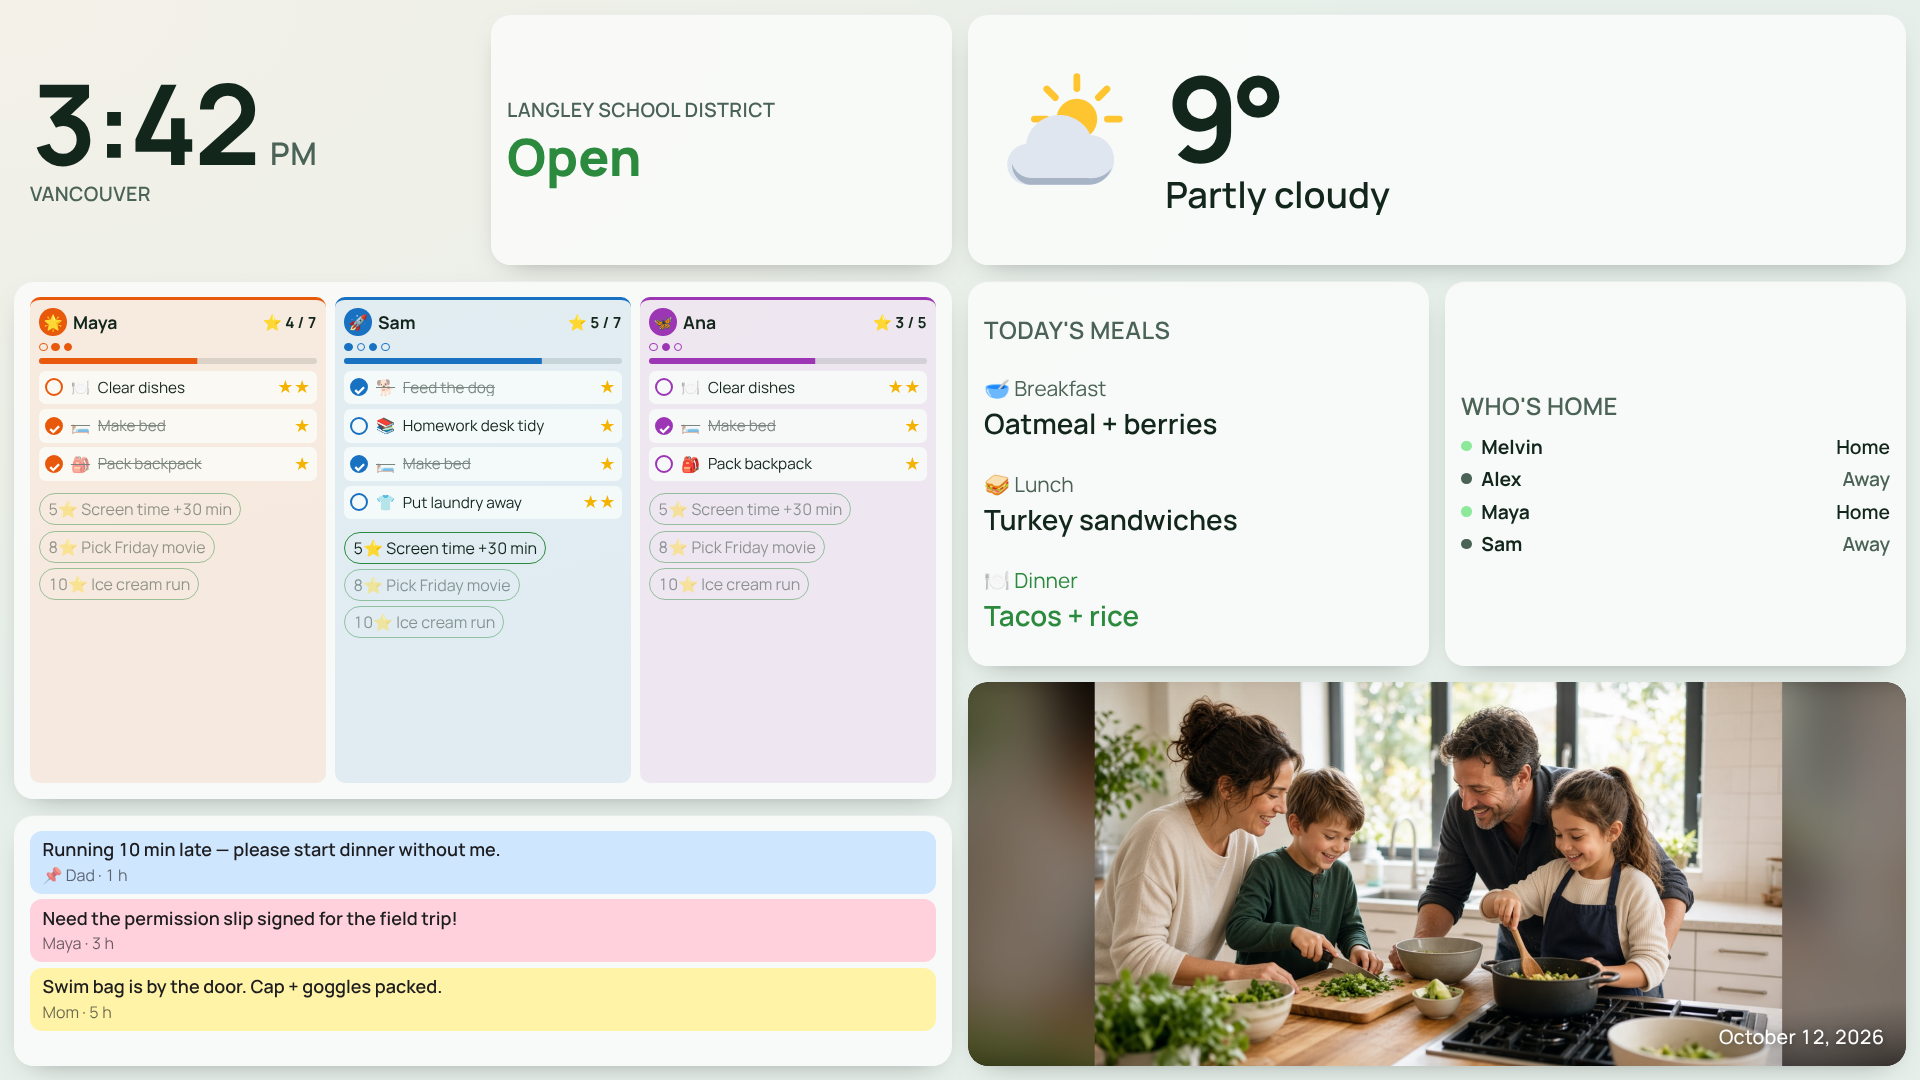 3:42 PM
VANCOUVER
LANGLEY SCHOOL DISTRICT
Open
9°
Partly cloudy
Maya
⭐ 4 / 7
Clear dishes ★★
Make bed ★
Pack backpack ★
5⭐ Screen time +30 min
8⭐ Pick Friday movie
10⭐ Ice cream run
Sam
⭐ 5 / 7
Feed the dog ★
Homework desk tidy ★
Make bed ★
Put laundry away ★★
5⭐ Screen time +30 min
8⭐ Pick Friday movie
10⭐ Ice cream run
Ana
⭐ 3 / 5
Clear dishes ★★
Make bed ★
Pack backpack ★
5⭐ Screen time +30 min
8⭐ Pick Friday movie
10⭐ Ice cream run
TODAY'S MEALS
Breakfast
Oatmeal + berries
Lunch
Turkey sandwiches
Dinner
Tacos + rice
WHO'S HOME
Melvin Home
Alex Away
Maya Home
Sam Away
Running 10 min late — please start dinner without me.
📌 Dad · 1 h
Need the permission slip signed for the field trip!
Maya · 3 h
Swim bag is by the door. Cap + goggles packed.
Mom · 5 h
October 12, 2026